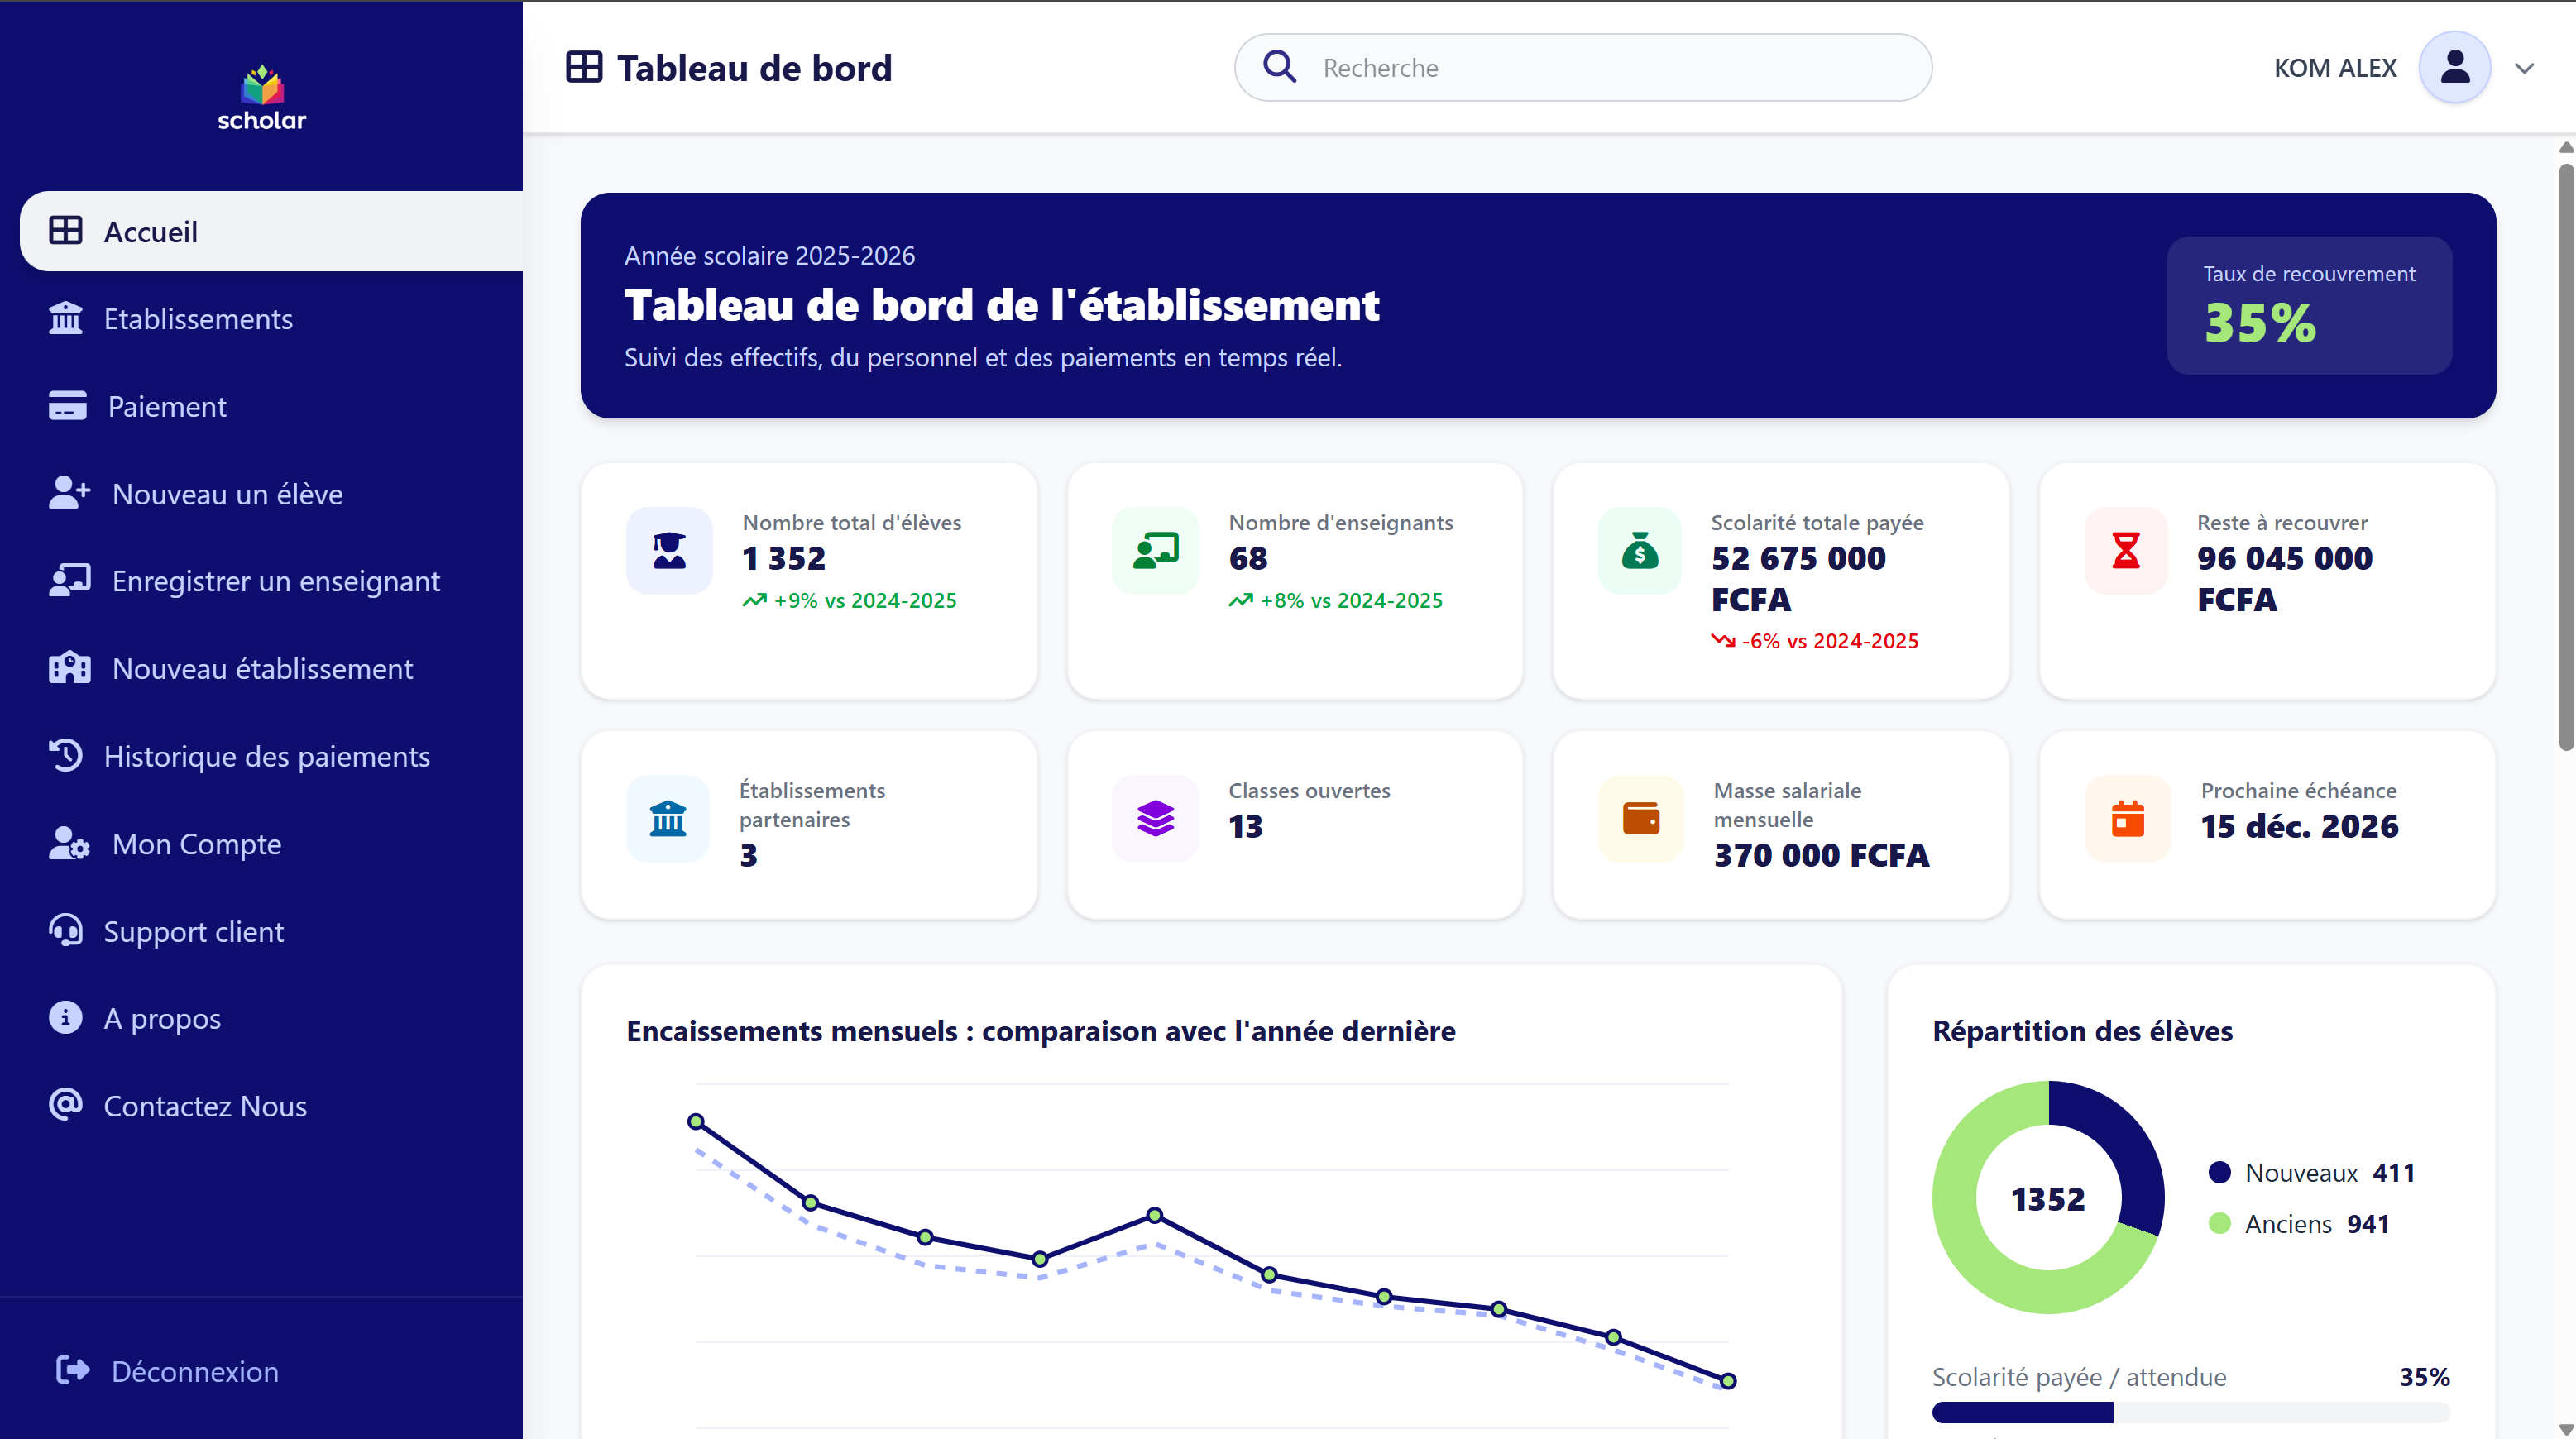 scholar
Accueil
Etablissements
Paiement
Nouveau un élève
Enregistrer un enseignant
Nouveau établissement
Historique des paiements
Mon Compte
Support client
A propos
Contactez Nous
Déconnexion
Tableau de bord
Recherche
KOM ALEX
Année scolaire 2025-2026
Tableau de bord de l'établissement
Suivi des effectifs, du personnel et des paiements en temps réel.
Taux de recouvrement
35%
Nombre total d'élèves
1 352
+9% vs 2024-2025
Nombre d'enseignants
68
+8% vs 2024-2025
Scolarité totale payée
52 675 000
FCFA
-6% vs 2024-2025
Reste à recouvrer
96 045 000
FCFA
Établissements
partenaires
3
Classes ouvertes
13
Masse salariale
mensuelle
370 000 FCFA
Prochaine échéance
15 déc. 2026
Encaissements mensuels : comparaison avec l'année dernière
Répartition des élèves
1352
Nouveaux 411
Anciens 941
Scolarité payée / attendue 35%